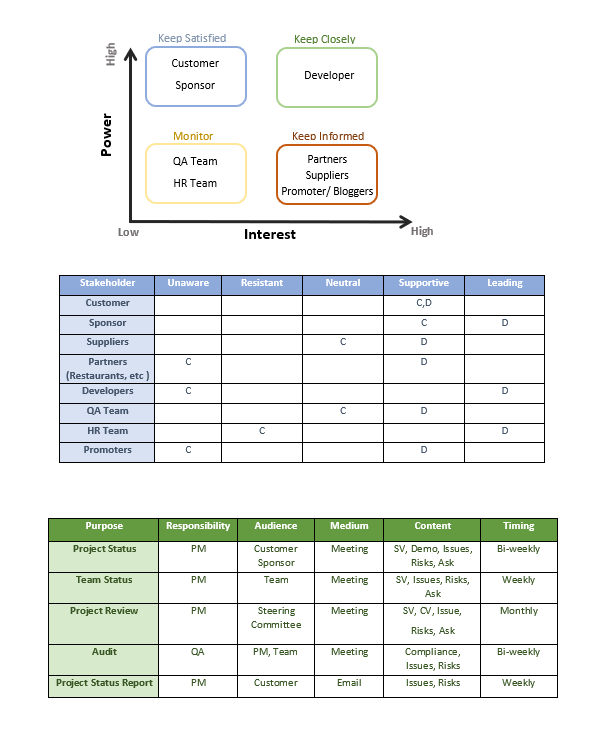 Keep Satisfied
Keep Closely
High
Customer
Sponsor
Developer
Power
Monitor
Keep Informed
QA Team
HR Team
Partners
Suppliers
Promoter/ Bloggers
Low
Interest
High
Stakeholder Unaware Resistant Neutral Supportive Leading
Customer C,D
Sponsor C D
Suppliers C D
Partners C D
(Restaurants, etc )
Developers C D
QA Team C D
HR Team C D
Promoters C D
Purpose Responsibility Audience Medium Content Timing
Project Status PM Customer Meeting SV, Demo, Issues, Bi-weekly
Sponsor Risks, Ask
Team Status PM Team Meeting SV, Issues, Risks, Weekly
Ask
Project Review PM Steering Meeting SV, CV, Issue, Monthly
Committee Risks, Ask
Audit QA PM, Team Meeting Compliance, Bi-weekly
Issues, Risks
Project Status Report PM Customer Email Issues, Risks Weekly